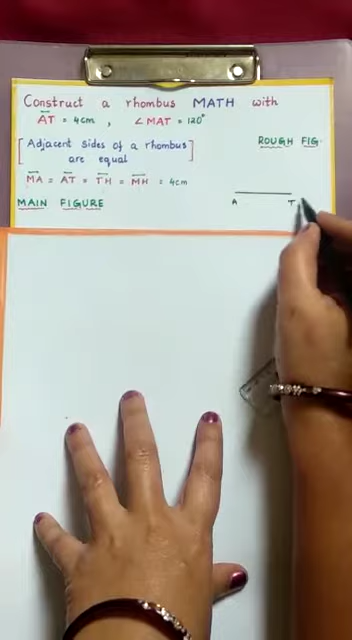 Construct a rhombus MATH with
AT = 4cm , ∠MAT = 120°
[ Adjacent sides of a rhombus
are equal ]
ROUGH FIG.
MA = AT = TH = MH = 4cm
MAIN FIGURE
A T